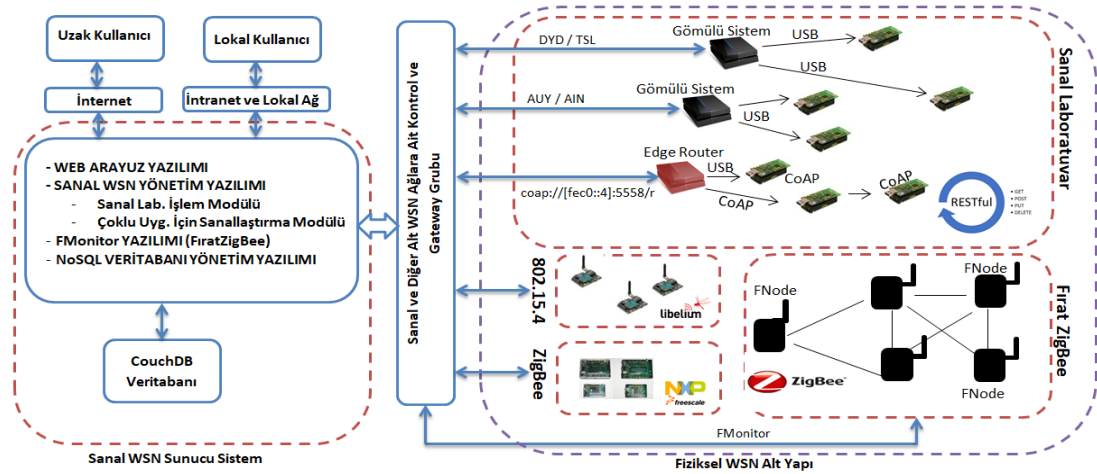 Uzak Kullanıcı
Lokal Kullanıcı
İnternet
İntranet ve Lokal Ağ
- WEB ARAYUZ YAZILIMI
- SANAL WSN YÖNETİM YAZILIMI
- Sanal Lab. İşlem Modülü
- Çoklu Uyg. İçin Sanallaştırma Modülü
- FMonitor YAZILIMI (FıratZigBee)
- NoSQL VERİTABANI YÖNETİM YAZILIMI
CouchDB
Veritabanı
Sanal WSN Sunucu Sistem
Sanal ve Diğer Alt WSN Ağlara Ait Kontrol ve
Gateway Grubu
DYD / TSL
Gömülü Sistem
USB
USB
AUY / AIN
Gömülü Sistem
USB
USB
Edge Router
USB
coap://[fec0::4]:5558/r
CoAP
CoAP
CoAP
RESTful
• GET
• POST
• PUT
• DELETE
Sanal Laboratuvar
802.15.4
libelium
ZigBee
NXP
freescale
FNode
FNode
FNode
ZigBee
Fırat ZigBee
FMonitor
Fiziksel WSN Alt Yapı